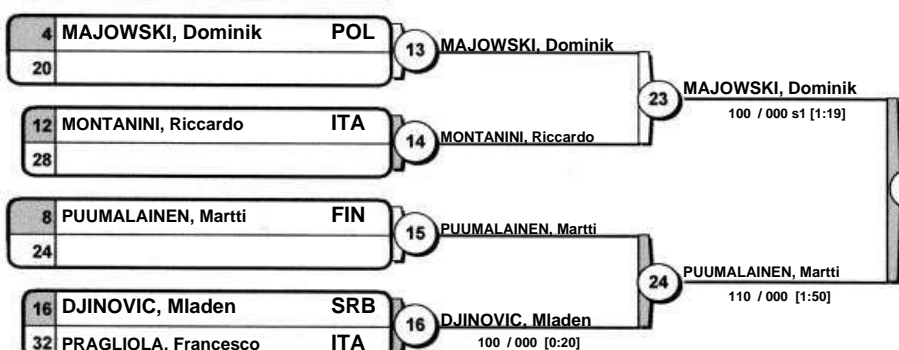 4 MAJOWSKI, Dominik POL
20
13 MAJOWSKI, Dominik
12 MONTANINI, Riccardo ITA
28
14 MONTANINI, Riccardo
23 MAJOWSKI, Dominik
100 / 000 s1 [1:19]
8 PUUMALAINEN, Martti FIN
24
15 PUUMALAINEN, Martti
16 DJINOVIC, Mladen SRB
32 PRAGLIOLA, Francesco ITA
16 DJINOVIC, Mladen
100 / 000 [0:20]
24 PUUMALAINEN, Martti
110 / 000 [1:50]